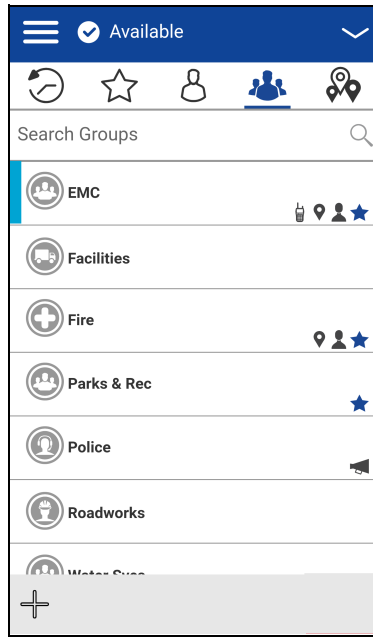 Available
Search Groups
EMC
Facilities
Fire
Parks & Rec
Police
Roadworks